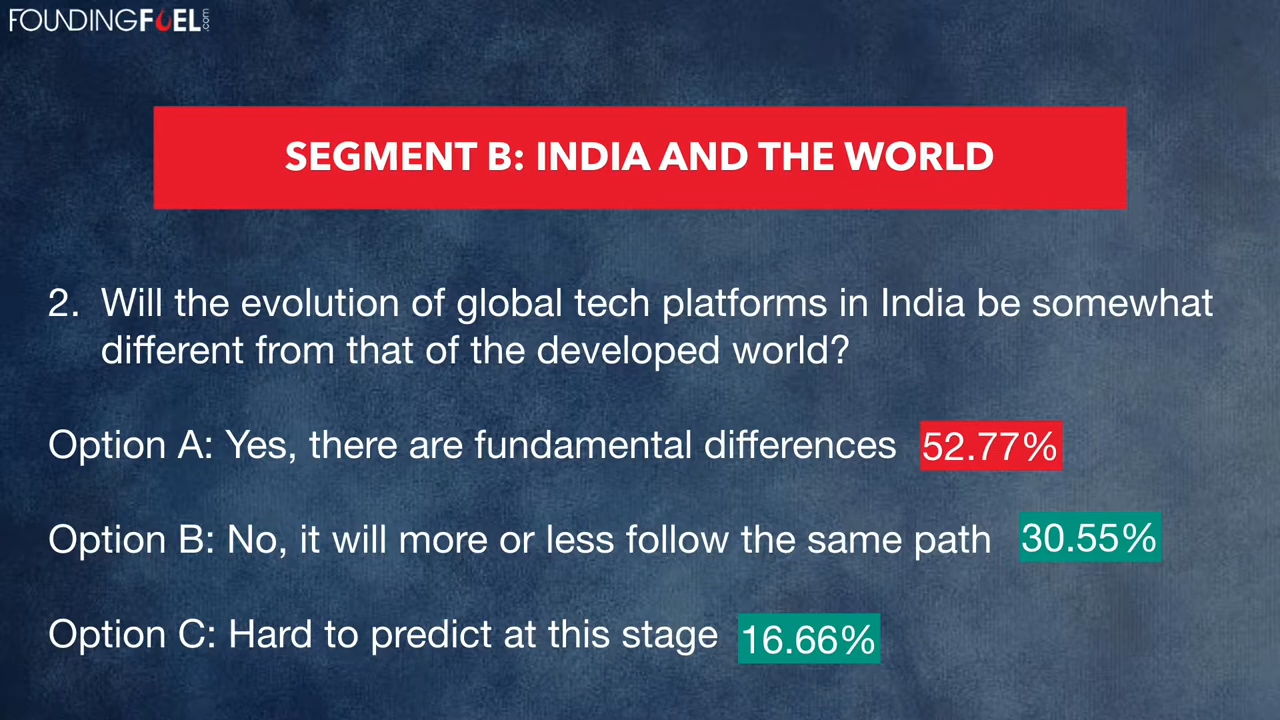 FOUNDINGFUEL.com
SEGMENT B: INDIA AND THE WORLD
2. Will the evolution of global tech platforms in India be somewhat
different from that of the developed world?
Option A: Yes, there are fundamental differences 52.77%
Option B: No, it will more or less follow the same path 30.55%
Option C: Hard to predict at this stage 16.66%